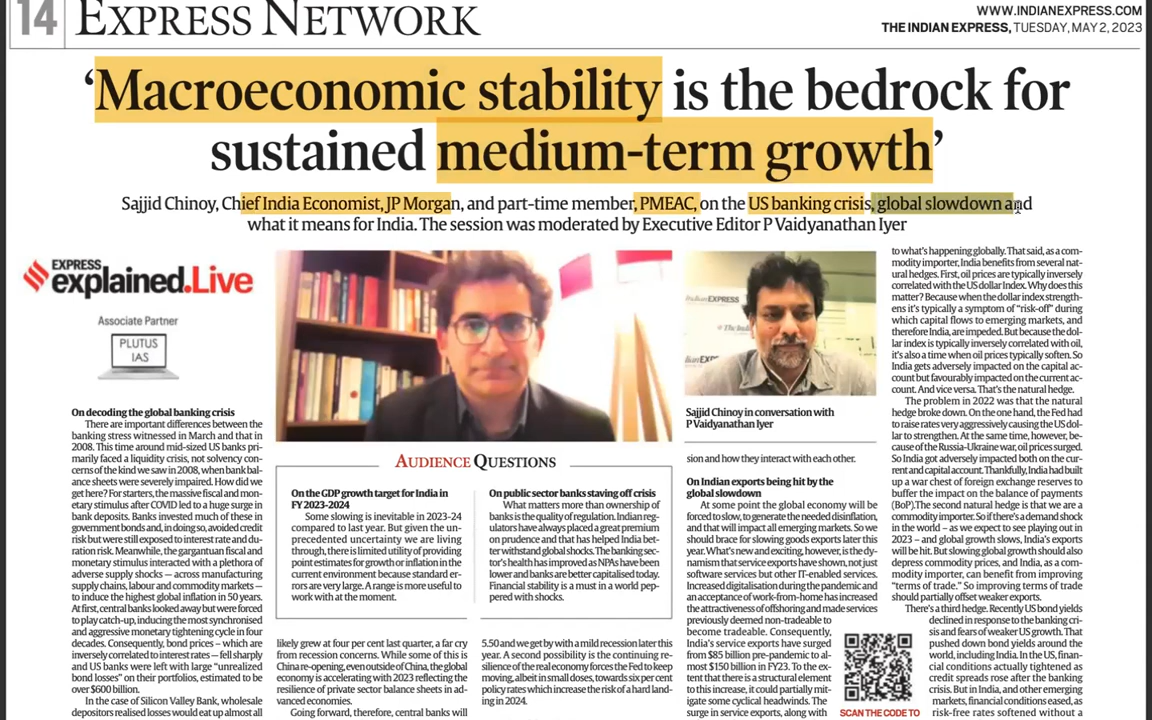 14
EXPRESS NETWORK
WWW.INDIANEXPRESS.COM
THE INDIAN EXPRESS, TUESDAY, MAY 2, 2023
‘Macroeconomic stability is the bedrock for
sustained medium-term growth’
Sajjid Chinoy, Chief India Economist, JP Morgan, and part-time member, PMEAC, on the US banking crisis, global slowdown and
what it means for India. The session was moderated by Executive Editor P Vaidyanathan Iyer
EXPRESS
explained.Live
Associate Partner
PLUTUS
IAS
On decoding the global banking crisis
There are important differences between the
banking stress witnessed in March and that in
2008. This time around mid-sized US banks pri-
marily faced a liquidity crisis, not solvency con-
cerns of the kind we saw in 2008, when bank bal-
ance sheets were severely impaired. How did we
get here? For starters, the massive fiscal and mon-
etary stimulus after COVID led to a huge surge in
bank deposits. Banks invested much of these in
government bonds and, in doing so, avoided credit
risk but were still exposed to interest rate and du-
ration risk. Meanwhile, the gargantuan fiscal and
monetary stimulus interacted with a plethora of
adverse supply shocks — across manufacturing
supply chains, labour and commodity markets —
to induce the highest global inflation in 50 years.
At first, central banks looked away but were forced
to play catch-up, inducing the most synchronised
and aggressive monetary tightening cycle in four
decades. Consequently, bond prices – which are
inversely correlated to interest rates — fell sharply
and US banks were left with large “unrealized
bond losses” on their portfolios, estimated to be
over $600 billion.
In the case of Silicon Valley Bank, wholesale
depositors realised losses would eat up almost all
AUDIENCE QUESTIONS
On the GDP growth target for India in
FY 2023-2024
Some slowing is inevitable in 2023-24
compared to last year. But given the un-
precedented uncertainty we are living
through, there is limited utility of providing
point estimates for growth or inflation in the
current environment because standard er-
rors are very large. A range is more useful to
work with at the moment.
On public sector banks staving off crisis
What matters more than ownership of
banks is the quality of regulation. Indian reg-
ulators have always placed a great premium
on prudence and that has helped India bet-
ter withstand global shocks. The banking sec-
tor's health has improved as NPAs have been
lower and banks are better capitalised today.
Financial stability is a must in a world pep-
pered with shocks.
likely grew at four per cent last quarter, a far cry
from recession concerns. While some of this is
China re-opening, even outside of China, the global
economy is accelerating with 2023 reflecting the
resilience of private sector balance sheets in ad-
vanced economies.
Going forward, therefore, central banks will
5.50 and we get by with a mild recession later this
year. A second possibility is the continuing re-
silience of the real economy forces the Fed to keep
moving, albeit in small doses, towards six per cent
policy rates which increase the risk of a hard land-
ing in 2024.
IndianEXPRESS
Sajjid Chinoy in conversation with
P Vaidyanathan Iyer
sion and how they interact with each other.
On Indian exports being hit by the
global slowdown
At some point the global economy will be
forced to slow, to generate the needed disinflation,
and that will impact all emerging markets. So we
should brace for slowing goods exports later this
year. What's new and exciting, however, is the dy-
namism that service exports have shown, not just
software services but other IT-enabled services.
Increased digitalisation during the pandemic and
an acceptance of work-from-home has increased
the attractiveness of offshoring and made services
previously deemed non-tradeable to
become tradeable. Consequently,
India's service exports have surged
from $85 billion pre-pandemic to al-
most $150 billion in FY23. To the ex-
tent that there is a structural element
to this increase, it could partially mit-
igate some cyclical headwinds. The
surge in service exports, along with
SCAN THE CODE TO
to what's happening globally. That said, as a com-
modity importer, India benefits from several nat-
ural hedges. First, oil prices are typically inversely
correlated with the US dollar Index. Why does this
matter? Because when the dollar index strength-
ens it's typically a symptom of “risk-off” during
which capital flows to emerging markets, and
therefore India, are impeded. But because the dol-
lar index is typically inversely correlated with oil,
it's also a time when oil prices typically soften. So
India gets adversely impacted on the capital ac-
count but favourably impacted on the current ac-
count. And vice versa. That's the natural hedge.
The problem in 2022 was that the natural
hedge broke down. On the one hand, the Fed had
to raise rates very aggressively causing the US dol-
lar to strengthen. At the same time, however, be-
cause of the Russia-Ukraine war, oil prices surged.
So India got adversely impacted both on the cur-
rent and capital account. Thankfully, India had built
up a war chest of foreign exchange reserves to
buffer the impact on the balance of payments
(BoP).The second natural hedge is that we are a
commodity importer. So if there's a demand shock
in the world – as we expect to see playing out in
2023 – and global growth slows, India's exports
will be hit. But slowing global growth should also
depress commodity prices, and India, as a com-
modity importer, can benefit from improving
“terms of trade.” So improving terms of trade
should partially offset weaker exports.
There's a third hedge. Recently US bond yields
declined in response to the banking cri-
sis and fears of weaker US growth. That
pushed down bond yields around the
world, including India. In the US, finan-
cial conditions actually tightened as
credit spreads rose after the banking
crisis. But in India, and other emerging
markets, financial conditions eased, as
risk-free rates softened without a